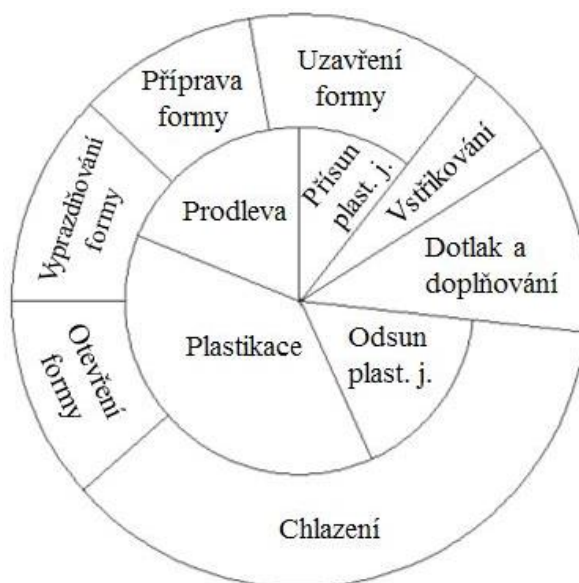 Uzavření
formy
Příprava
formy
Vyprazdňování
formy
Otevření
formy
Chlazení
Dotlak a
doplňování
Vstřikování
Přísun
plast. j.
Prodleva
Plastikace
Odsun
plast. j.